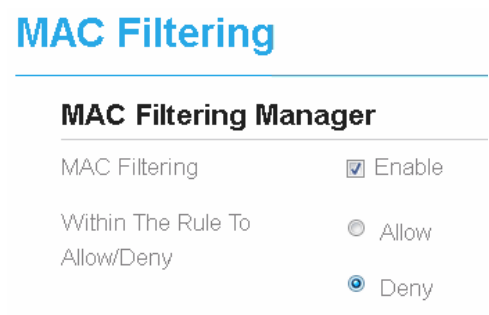 MAC Filtering
MAC Filtering Manager
MAC Filtering
Enable
Within The Rule To
Allow/Deny
Allow
Deny